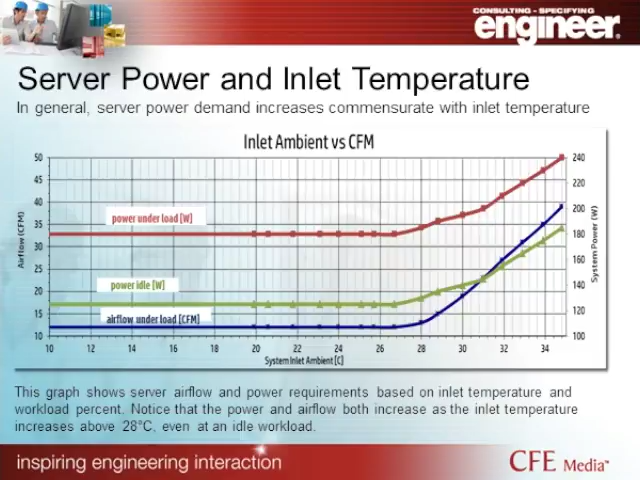 CONSULTING - SPECIFYING
engineer®
Server Power and Inlet Temperature
In general, server power demand increases commensurate with inlet temperature
Inlet Ambient vs CFM
50 240
45 220
40 200
35 180
30 160
25 140
20 125
15 120
10 100
Airflow (CFM)
System Power (W)
power under load [W]
power idle [W]
airflow under load [CFM]
10 12 14 16 18 20 22 24 26 28 30 32 34
System Inlet Ambient [C]
This graph shows server airflow and power requirements based on inlet temperature and
workload percent. Notice that the power and airflow both increase as the inlet temperature
increases above 28°C, even at an idle workload.
inspiring engineering interaction
CFE Media™